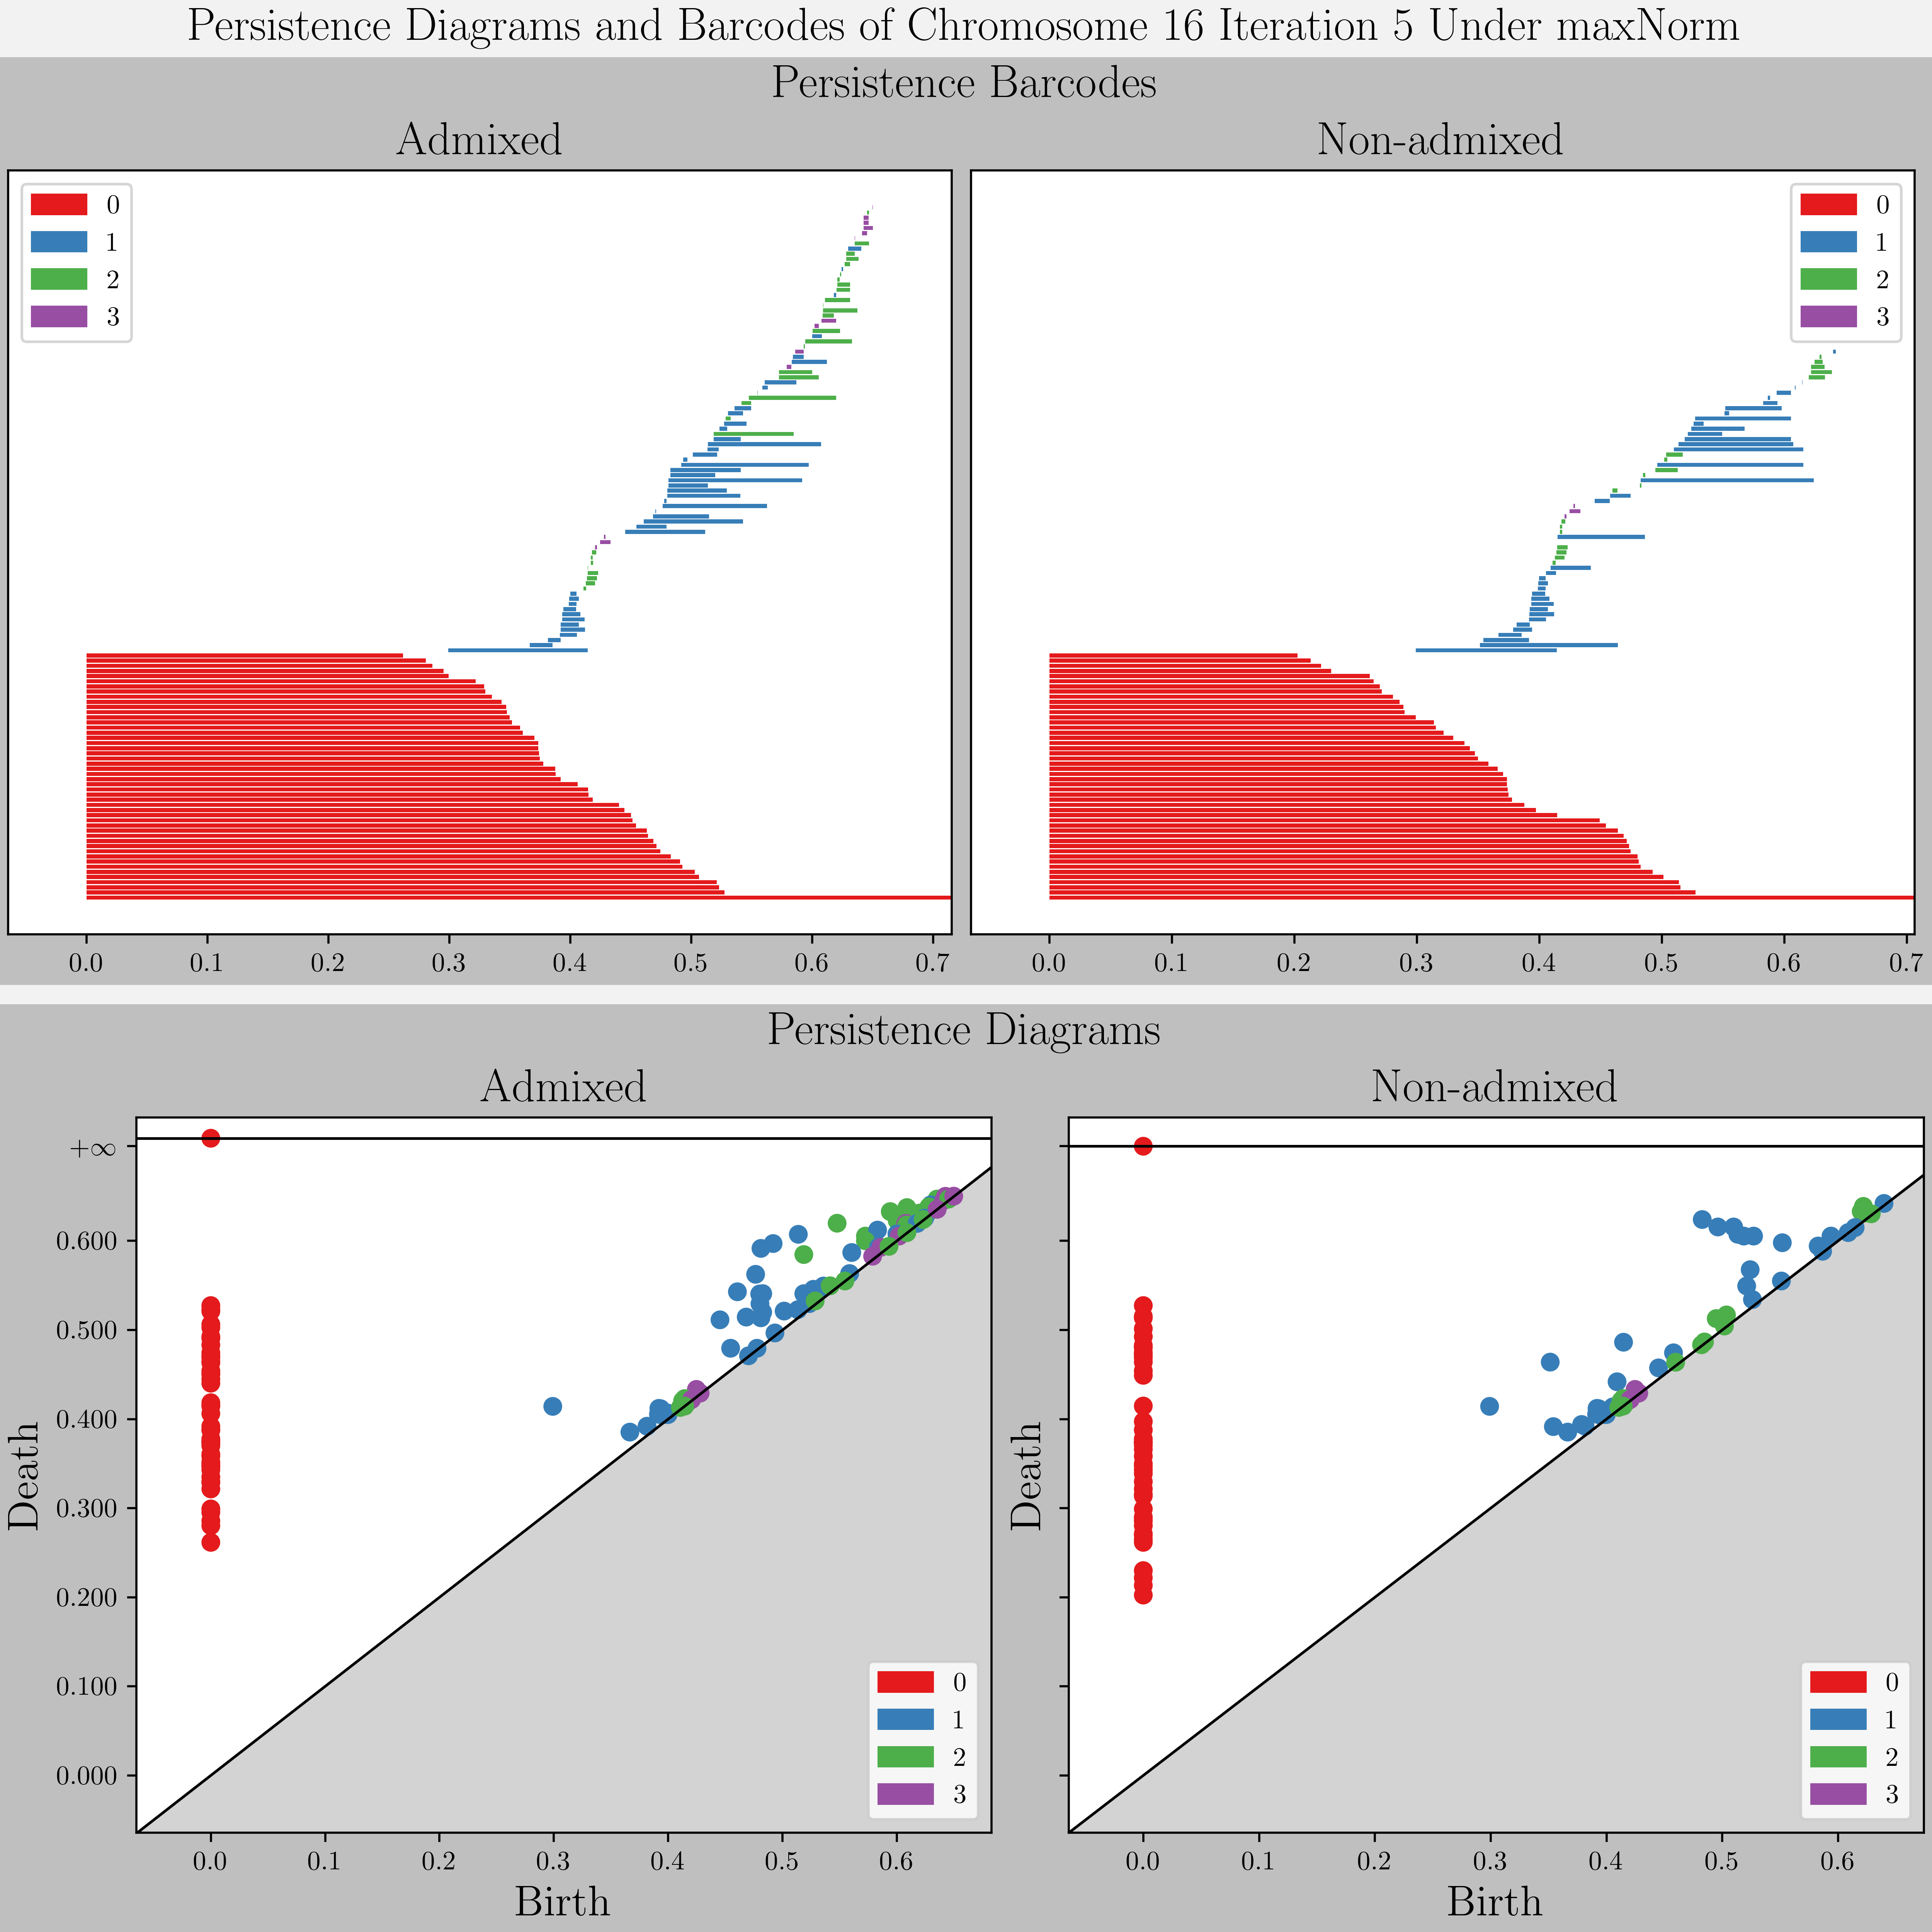 Persistence Diagrams and Barcodes of Chromosome 16 Iteration 5 Under maxNorm
Persistence Barcodes
Admixed
0
1
2
3
0.0 0.1 0.2 0.3 0.4 0.5 0.6 0.7
Non-admixed
0
1
2
3
0.0 0.1 0.2 0.3 0.4 0.5 0.6 0.7
Persistence Diagrams
Admixed
+∞
0.600
0.500
0.400
0.300
0.200
0.100
0.000
Death
0
1
2
3
0.0 0.1 0.2 0.3 0.4 0.5 0.6
Birth
Non-admixed
Death
0
1
2
3
0.0 0.1 0.2 0.3 0.4 0.5 0.6
Birth